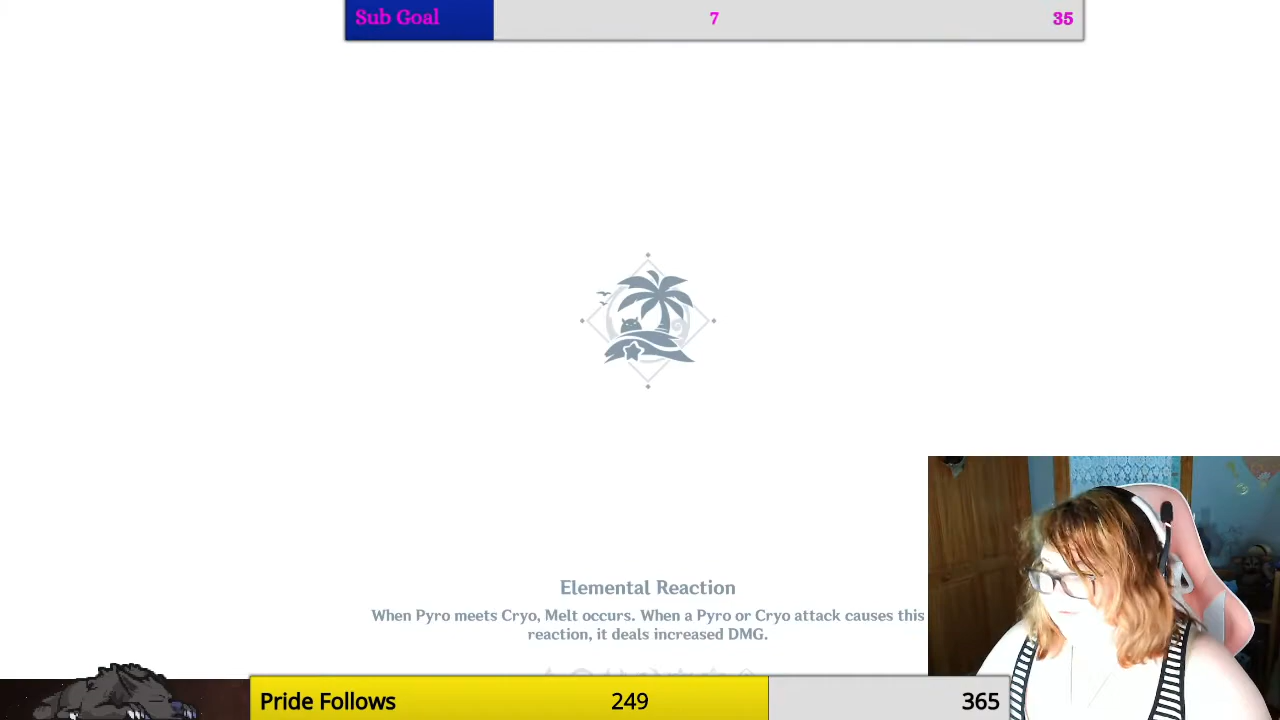 Sub Goal 7 35
Elemental Reaction
When Pyro meets Cryo, Melt occurs. When a Pyro or Cryo attack causes this
reaction, it deals increased DMG.
Pride Follows 249 365